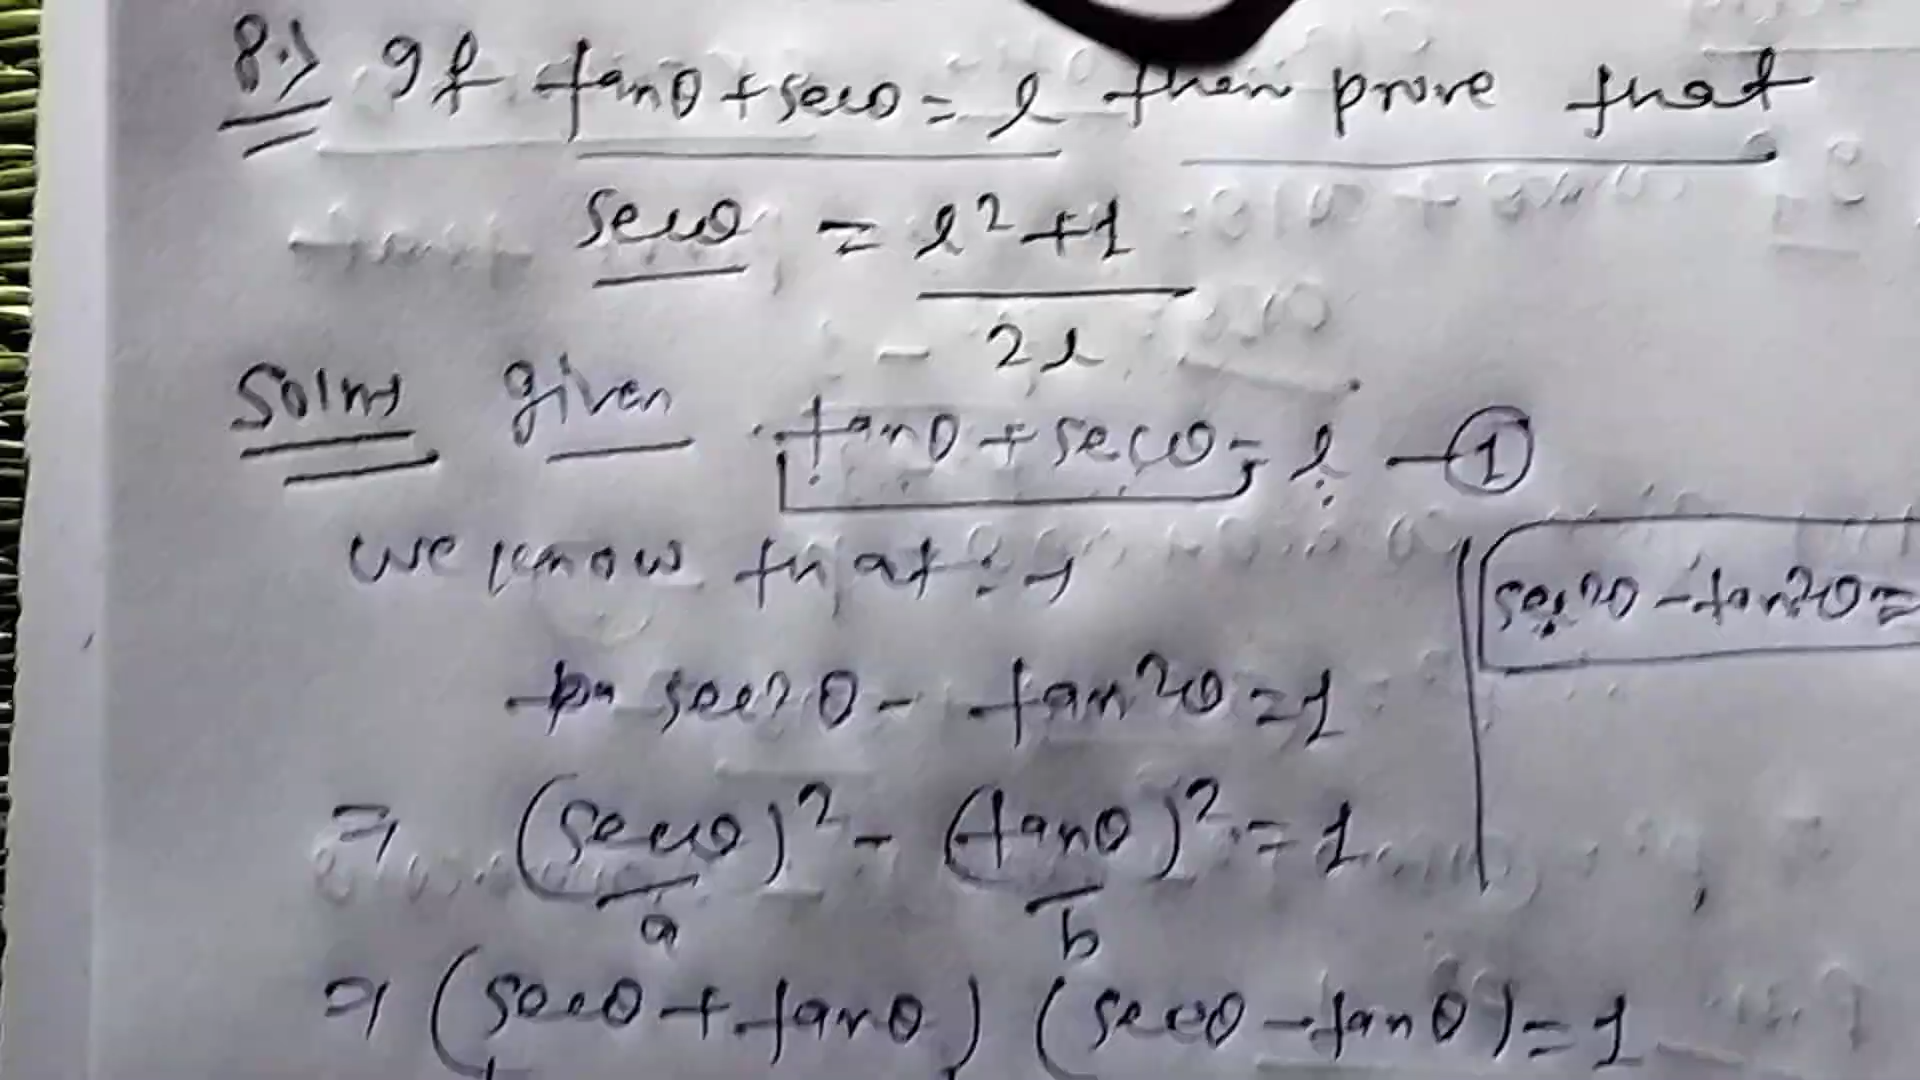 8.) If tanθ + secθ = l then prove that
secθ = l² + 1
2l
Soln given tanθ + secθ = l — ①
we know that :-
sec²θ - tan²θ = 1
sec²θ - tan²θ =
⇒ (secθ)² - (tanθ)² = 1
a b
⇒ (secθ + tanθ) (secθ - tanθ) = 1